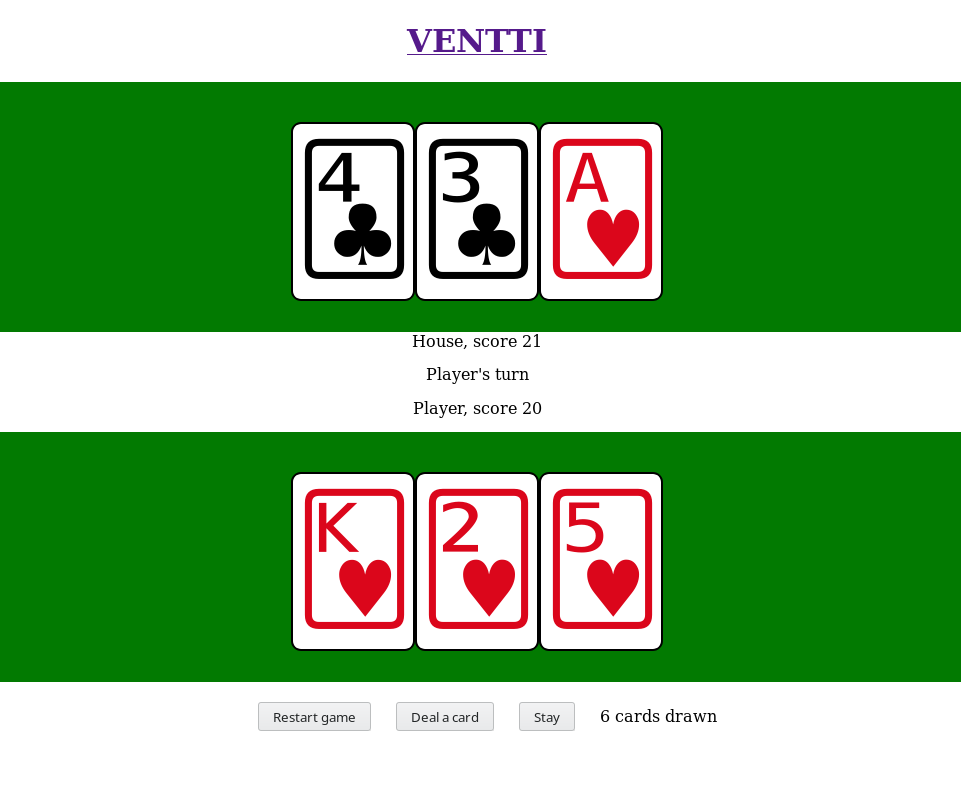 VENTTI
4 3 A
House, score 21
Player's turn
Player, score 20
K 2 5
Restart game Deal a card Stay 6 cards drawn